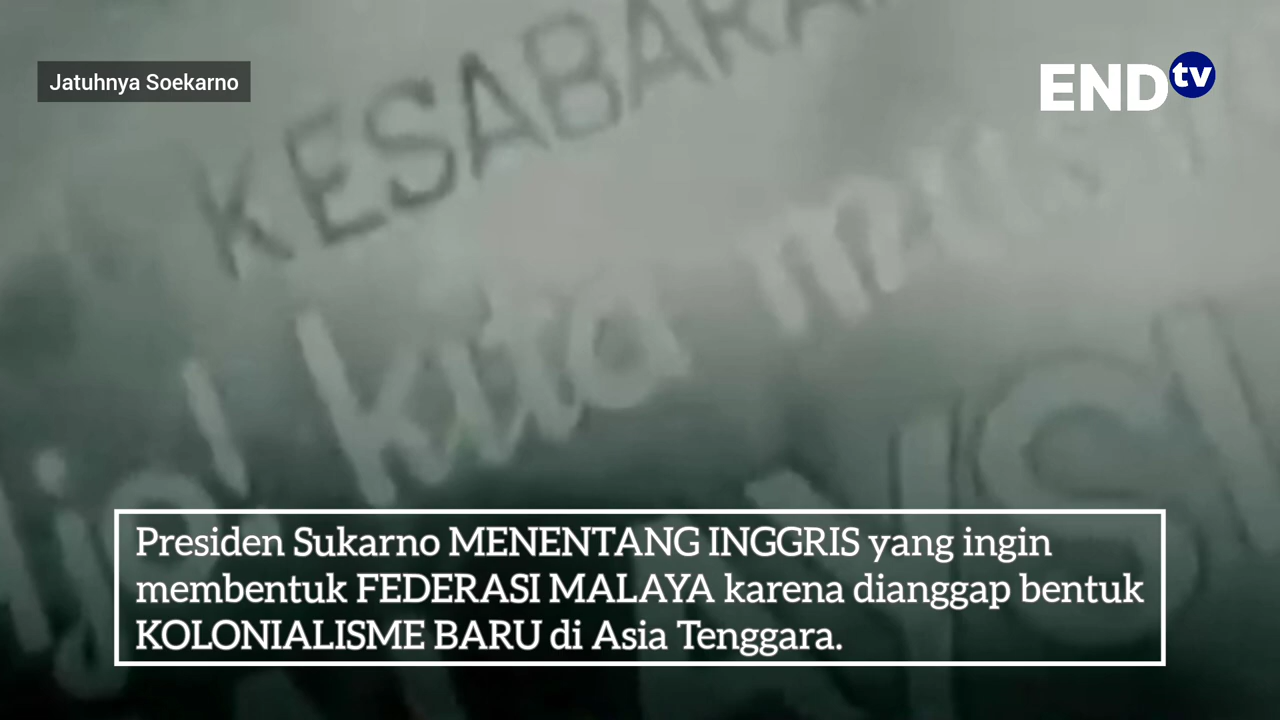 Jatuhnya Soekarno
END tv
KESABARA
kita
Presiden Sukarno MENENTANG INGGRIS yang ingin
membentuk FEDERASI MALAYA karena dianggap bentuk
KOLONIALISME BARU di Asia Tenggara.